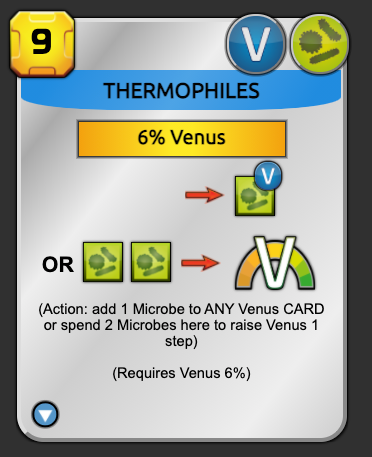 9
V
THERMOPHILES
6% Venus
V
OR
V
(Action: add 1 Microbe to ANY Venus CARD
or spend 2 Microbes here to raise Venus 1
step)
(Requires Venus 6%)